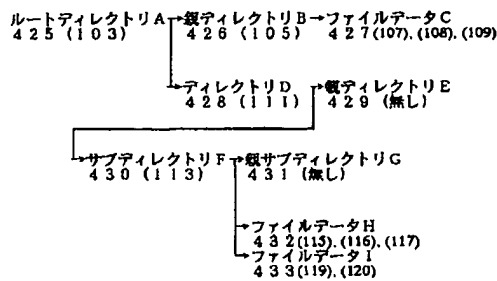 ルートディレクトリA 親ディレクトリB ファイルデータC
425(103) 426(105) 427(107),(108),(109)
ディレクトリD 親ディレクトリE
428(111) 429(無し)
サブディレクトリF 親サブディレクトリG
430(113) 431(無し)
ファイルデータH
432(115),(116),(117)
ファイルデータI
433(119),(120)